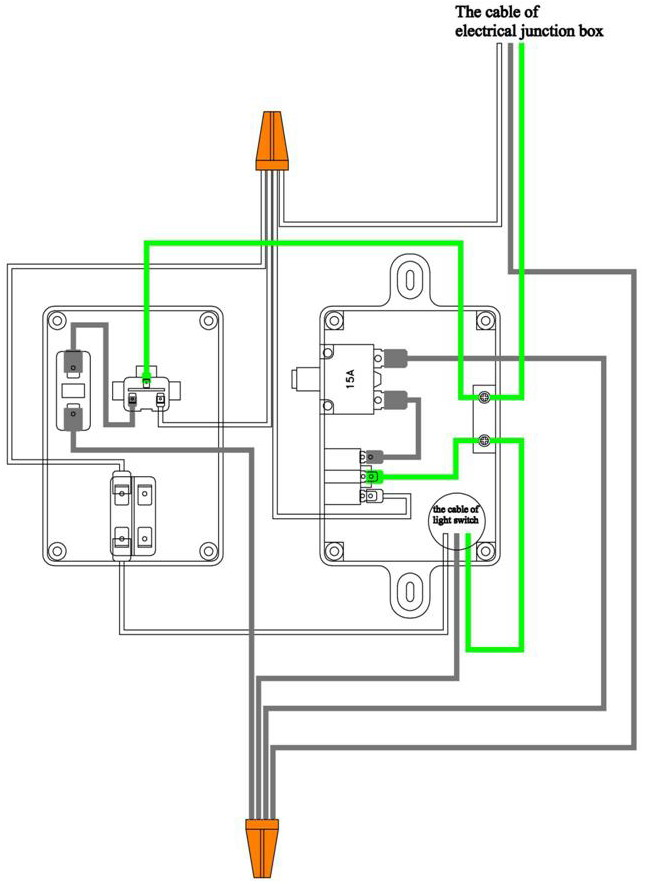 The cable of
electrical junction box
15A
the cable of
light switch